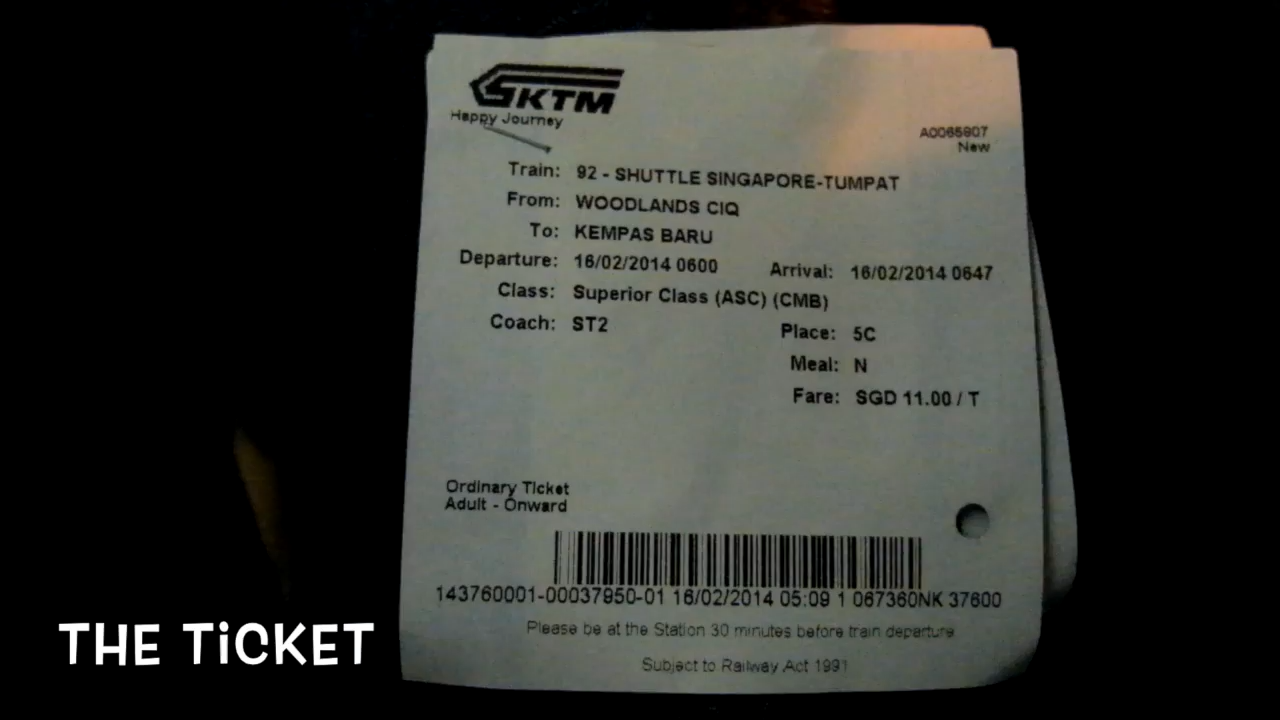 KTM
Happy Journey
A0065907
New
Train: 92 - SHUTTLE SINGAPORE-TUMPAT
From: WOODLANDS CIQ
To: KEMPAS BARU
Departure: 16/02/2014 0600 Arrival: 16/02/2014 0647
Class: Superior Class (ASC) (CMB)
Coach: ST2 Place: 5C
Meal: N
Fare: SGD 11.00 / T
Ordinary Ticket
Adult - Onward
143760001-00037950-01 16/02/2014 05:09 1 067360NK 37600
Please be at the Station 30 minutes before train departure
Subject to Railway Act 1991
THE TiCKET